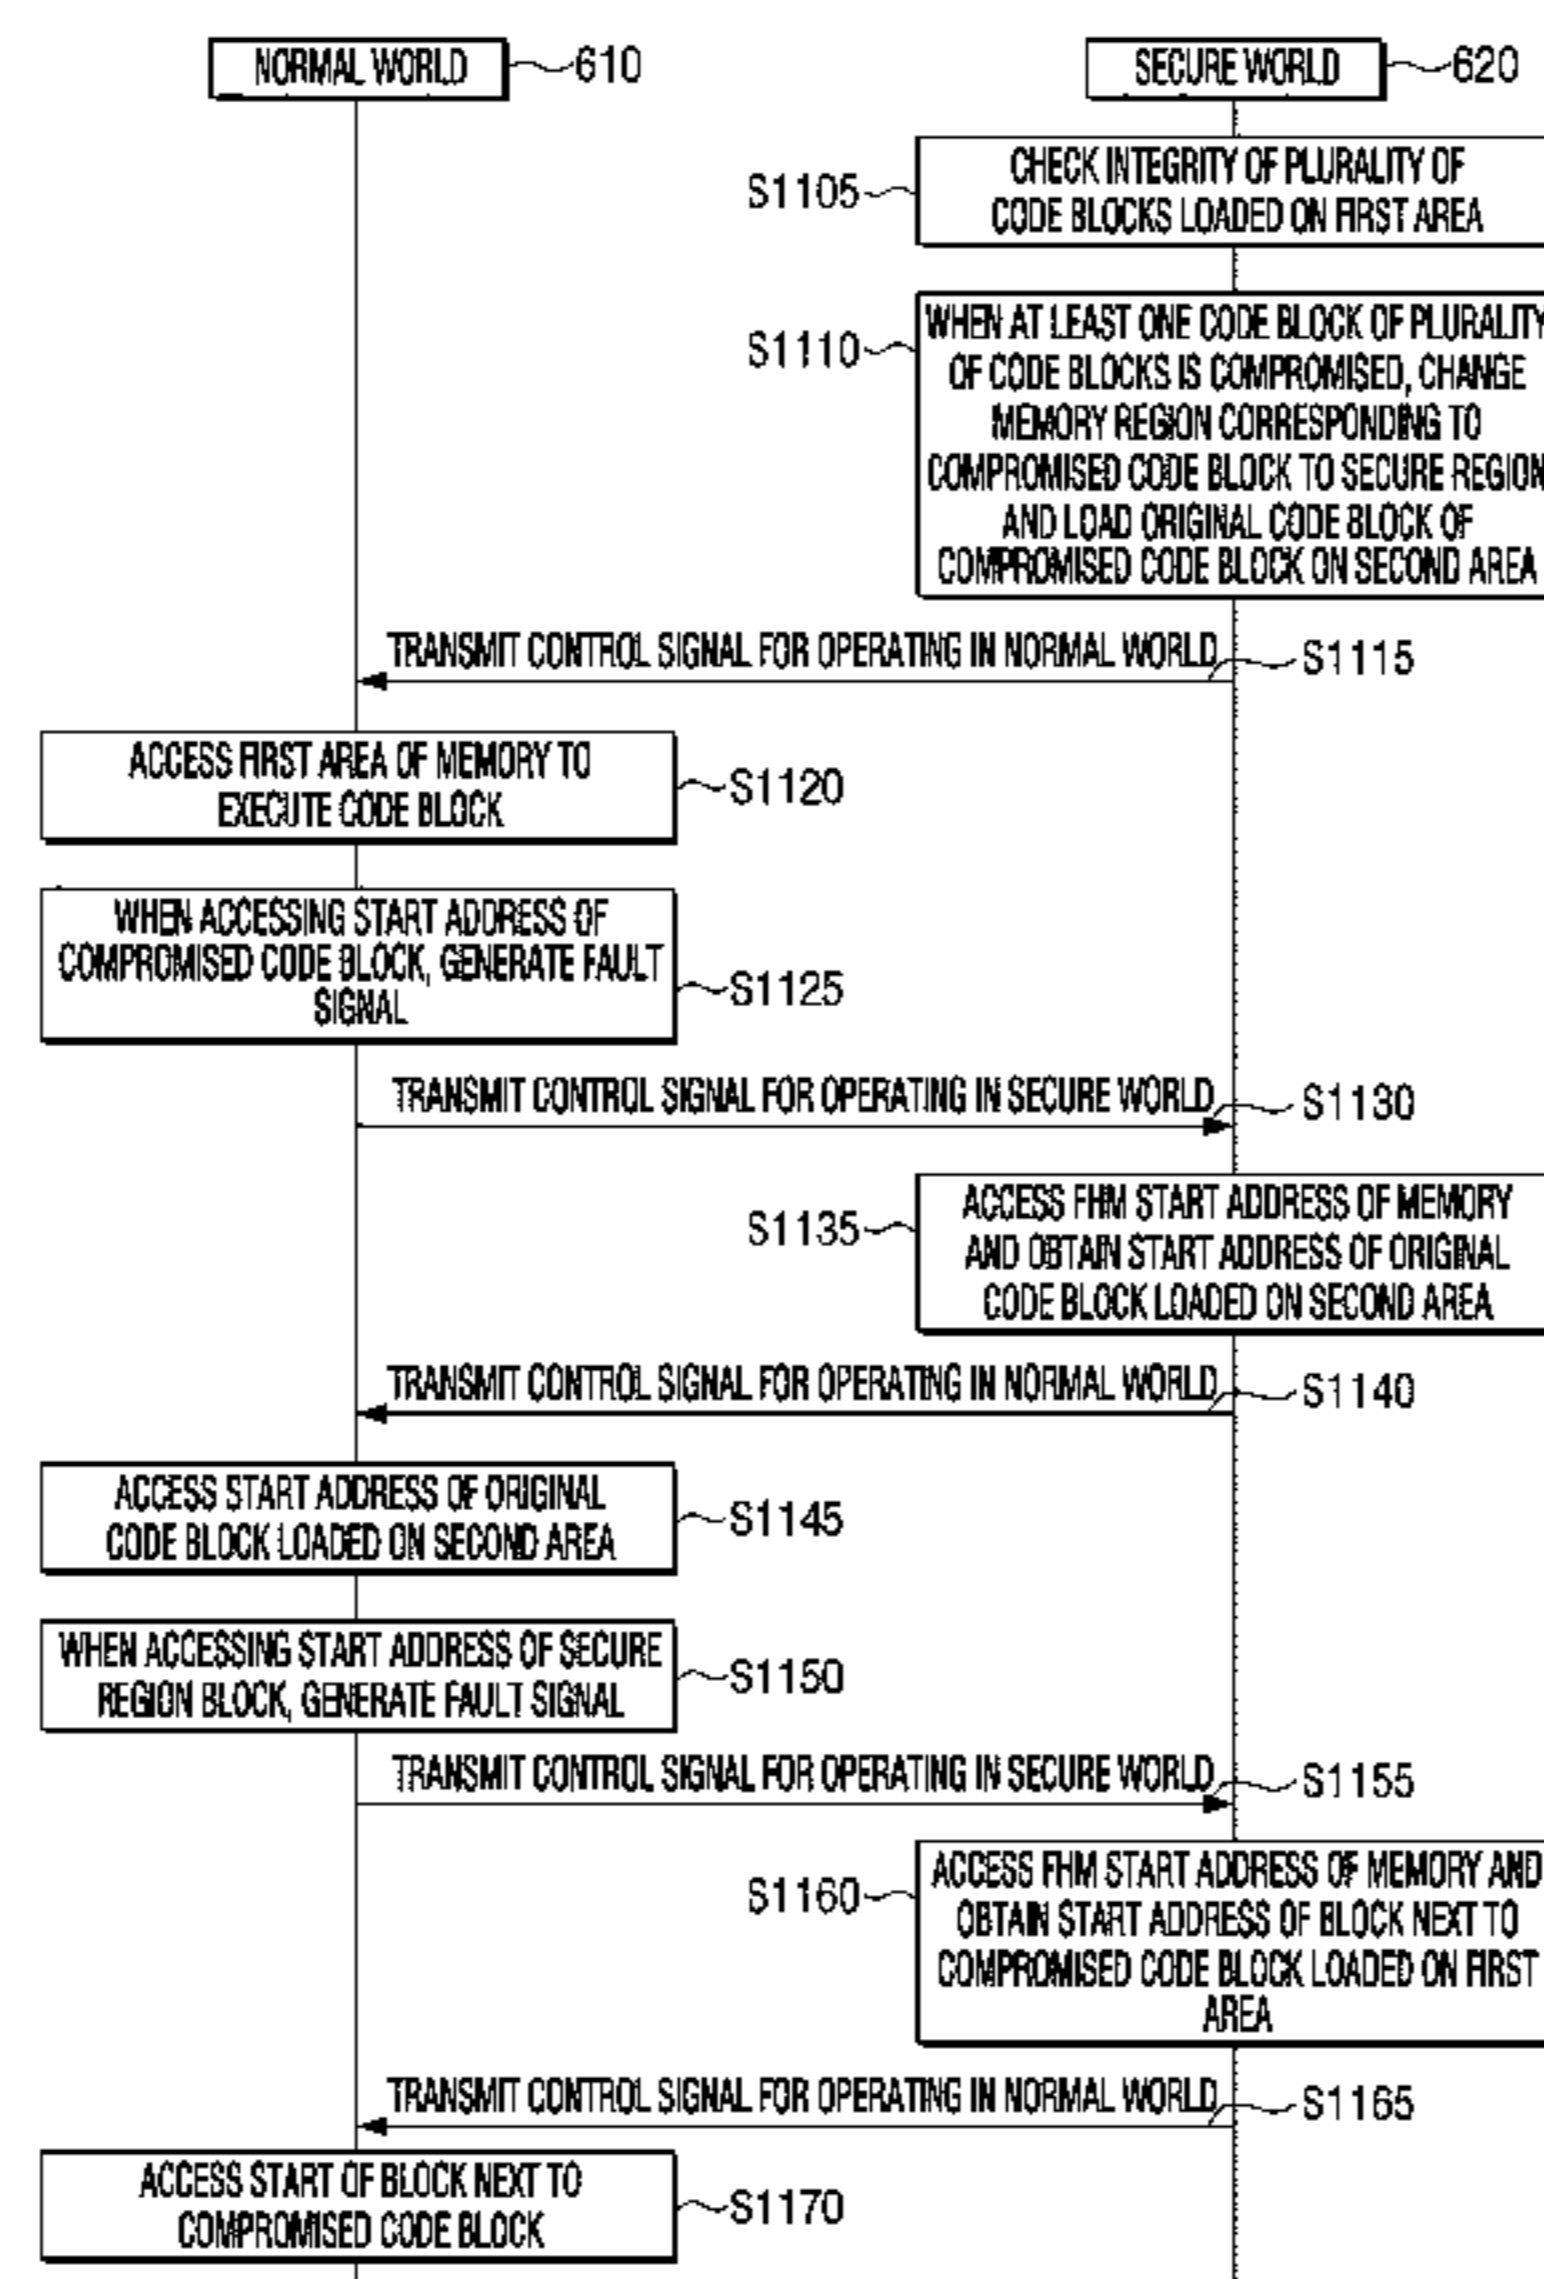 NORMAL WORLD
610
SECURE WORLD
620
S1105
CHECK INTEGRITY OF PLURALITY OF
CODE BLOCKS LOADED ON FIRST AREA
S1110
WHEN AT LEAST ONE CODE BLOCK OF PLURALITY
OF CODE BLOCKS IS COMPROMISED, CHANGE
MEMORY REGION CORRESPONDING TO
COMPROMISED CODE BLOCK TO SECURE REGION
AND LOAD ORIGINAL CODE BLOCK OF
COMPROMISED CODE BLOCK ON SECOND AREA
TRANSMIT CONTROL SIGNAL FOR OPERATING IN NORMAL WORLD
S1115
ACCESS FIRST AREA OF MEMORY TO
EXECUTE CODE BLOCK
S1120
WHEN ACCESSING START ADDRESS OF
COMPROMISED CODE BLOCK, GENERATE FAULT
SIGNAL
S1125
TRANSMIT CONTROL SIGNAL FOR OPERATING IN SECURE WORLD
S1130
S1135
ACCESS FHM START ADDRESS OF MEMORY
AND OBTAIN START ADDRESS OF ORIGINAL
CODE BLOCK LOADED ON SECOND AREA
TRANSMIT CONTROL SIGNAL FOR OPERATING IN NORMAL WORLD
S1140
ACCESS START ADDRESS OF ORIGINAL
CODE BLOCK LOADED ON SECOND AREA
S1145
WHEN ACCESSING START ADDRESS OF SECURE
REGION BLOCK, GENERATE FAULT SIGNAL
S1150
TRANSMIT CONTROL SIGNAL FOR OPERATING IN SECURE WORLD
S1155
S1160
ACCESS FHM START ADDRESS OF MEMORY AND
OBTAIN START ADDRESS OF BLOCK NEXT TO
COMPROMISED CODE BLOCK LOADED ON FIRST
AREA
TRANSMIT CONTROL SIGNAL FOR OPERATING IN NORMAL WORLD
S1165
ACCESS START OF BLOCK NEXT TO
COMPROMISED CODE BLOCK
S1170